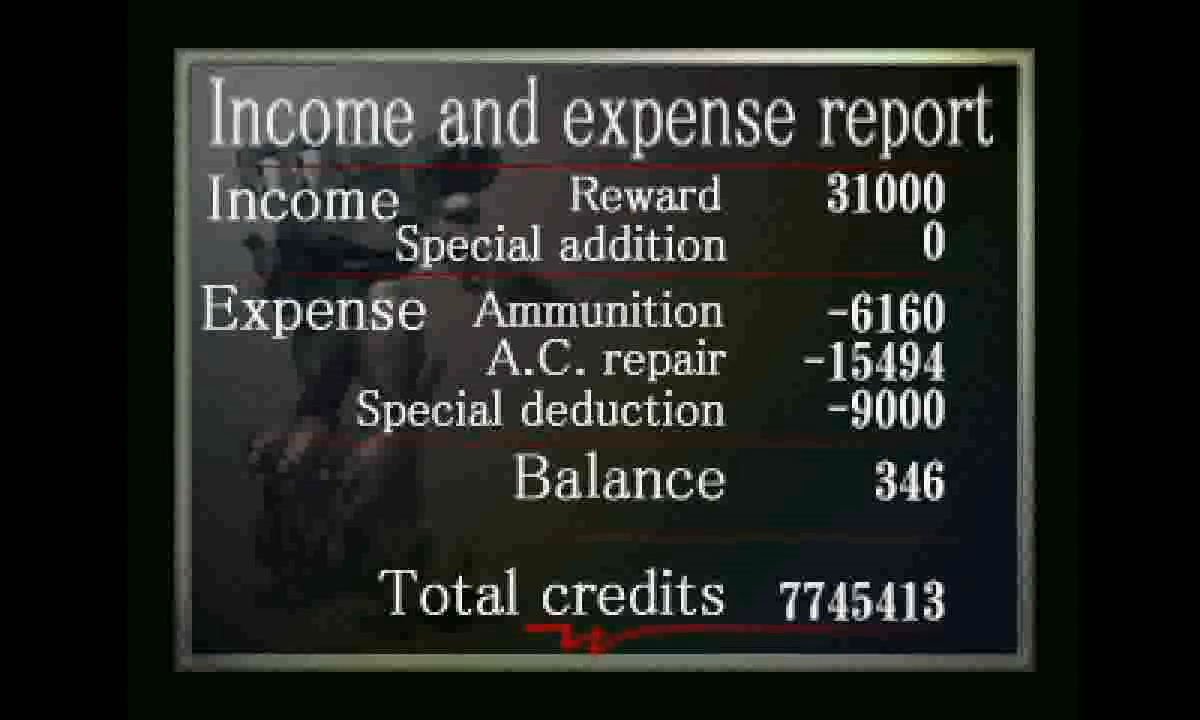 Income and expense report
Income Reward 31000
Special addition 0
Expense Ammunition -6160
A.C. repair -15494
Special deduction -9000
Balance 346
Total credits 7745413